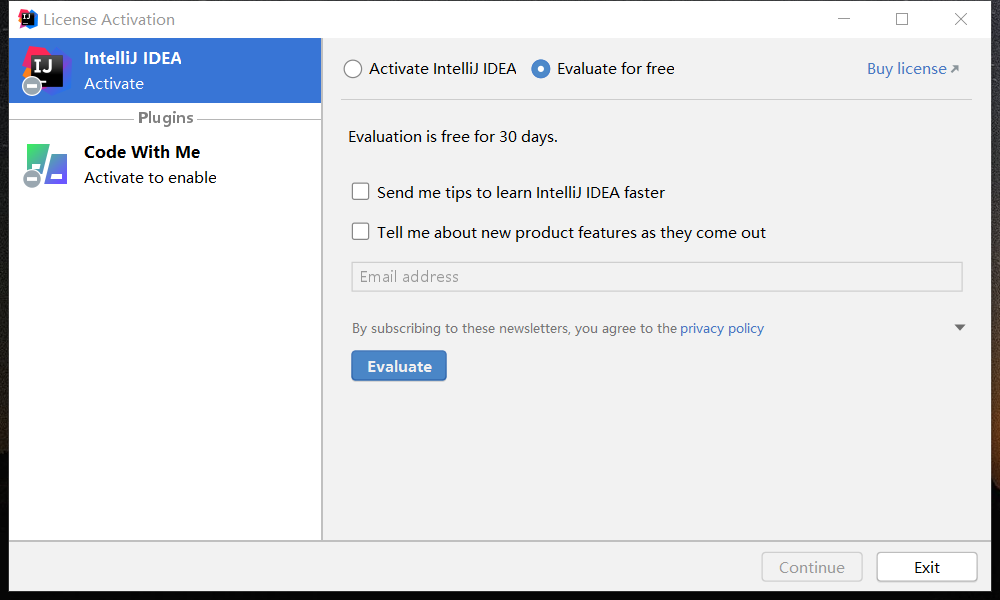 License Activation
IntelliJ IDEA
Activate
Plugins
Code With Me
Activate to enable
Activate IntelliJ IDEA
Evaluate for free
Buy license
Evaluation is free for 30 days.
Send me tips to learn IntelliJ IDEA faster
Tell me about new product features as they come out
Email address
By subscribing to these newsletters, you agree to the privacy policy
Evaluate
Continue
Exit